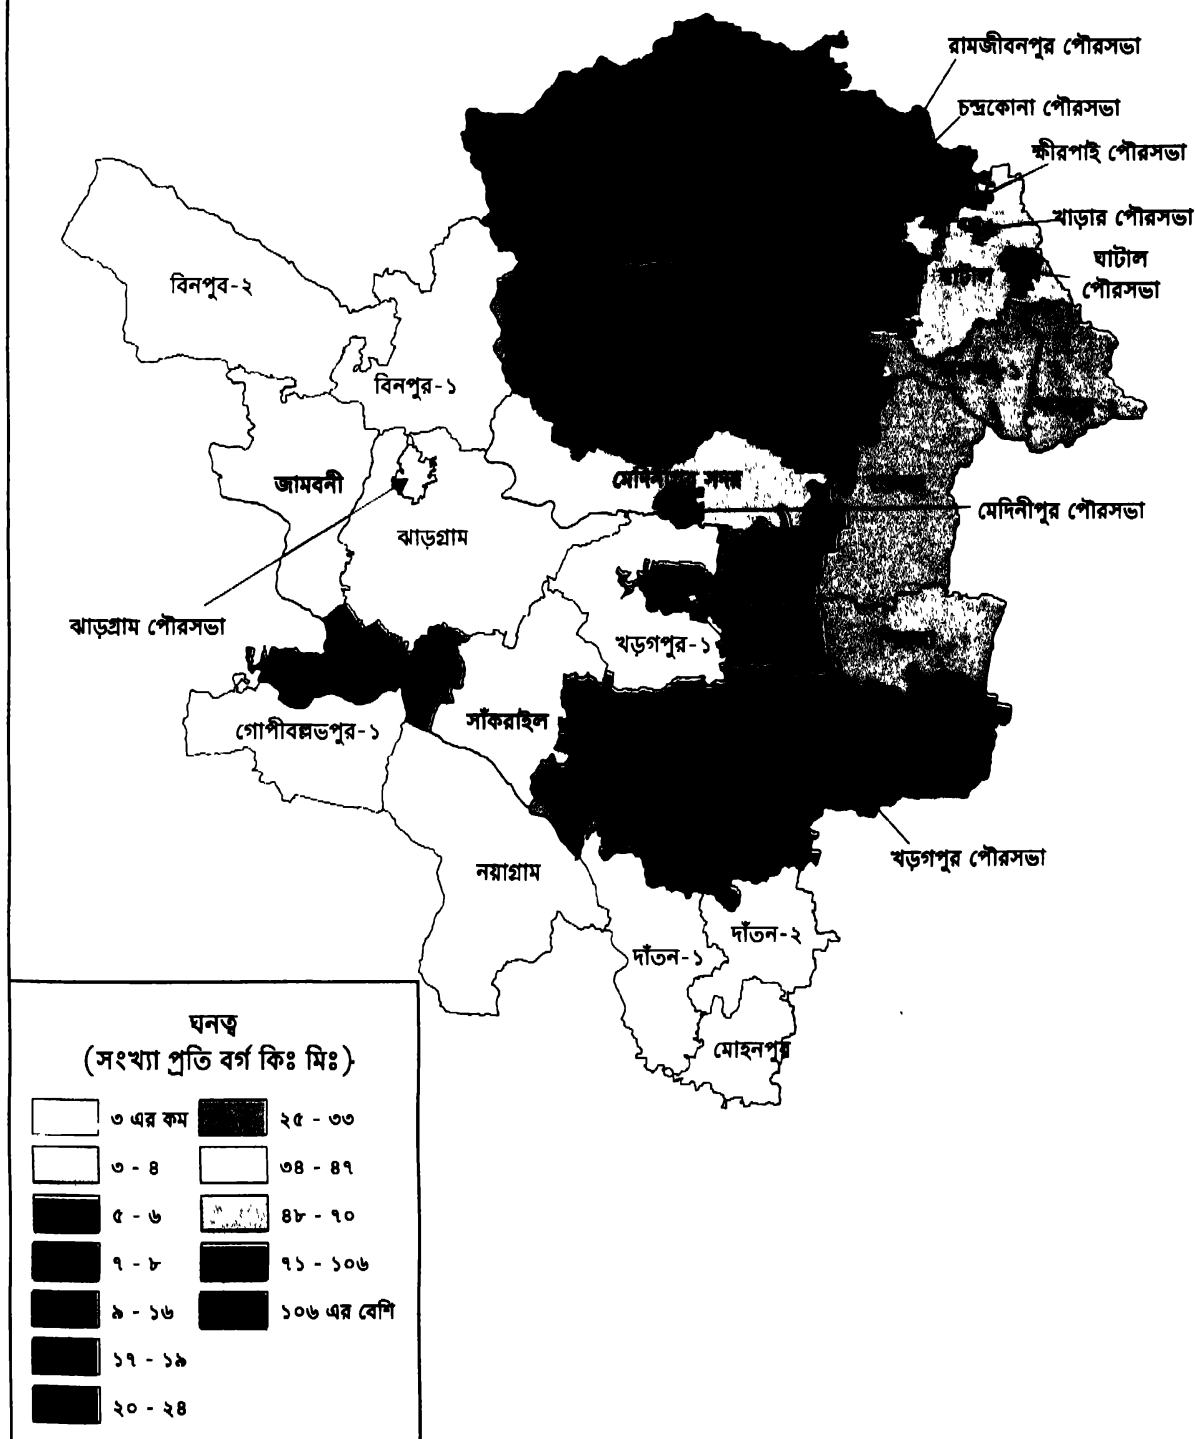 রামজীবনপুর পৌরসভা
চন্দ্রকোনা পৌরসভা
ক্ষীরপাই পৌরসভা
খাড়ার পৌরসভা
ঘাটাল
পৌরসভা
ঘাটাল
বিনপুব-২
বিনপুর-১
জামবনী
মেদিনীপুর সদর
মেদিনীপুর পৌরসভা
ঝাড়গ্রাম
ঝাড়গ্রাম পৌরসভা
খড়গপুর-১
সাঁকরাইল
গোপীবল্লভপুর-১
নয়াগ্রাম
খড়গপুর পৌরসভা
দাঁতন-২
দাঁতন-১
মোহনপুর
ঘনত্ব
(সংখ্যা প্রতি বর্গ কিঃ মিঃ)
৩ এর কম
২৫ - ৩৩
৩ - ৪
৩৪ - ৪৭
৫ - ৬
৪৮ - ৭০
৭ - ৮
৭১ - ১০৬
৯ - ১৬
১০৬ এর বেশি
১৭ - ১৯
২০ - ২৪